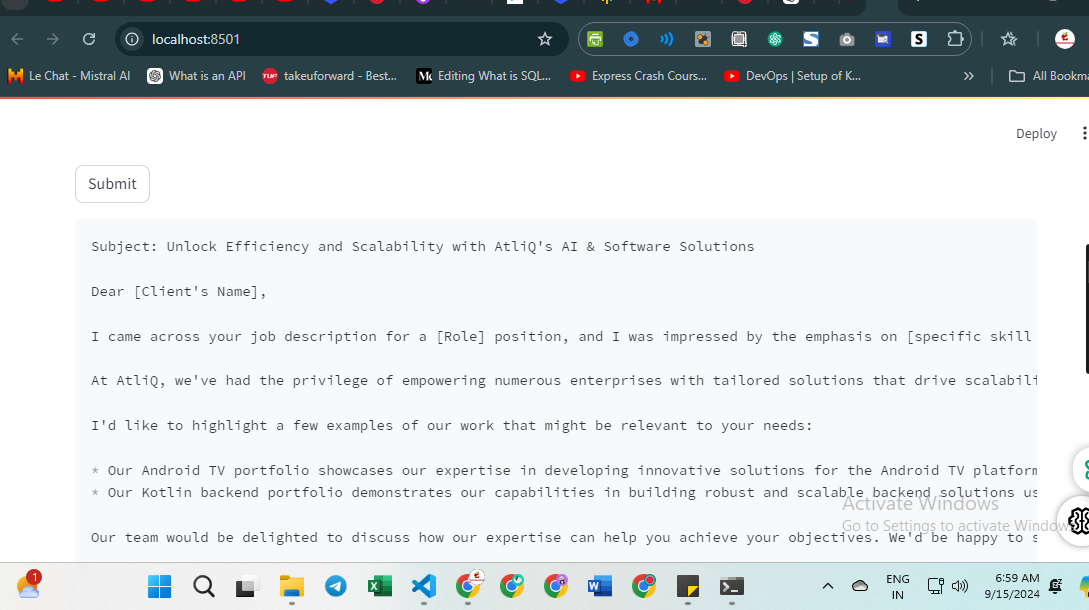 localhost:8501
Le Chat - Mistral AI
What is an API
TUF takeuforward - Best...
Editing What is SQL...
Express Crash Cours...
DevOps | Setup of K...
»
All Bookma
Deploy
Submit
Subject: Unlock Efficiency and Scalability with AtliQ's AI & Software Solutions
Dear [Client's Name],
I came across your job description for a [Role] position, and I was impressed by the emphasis on [specific skill
At AtliQ, we've had the privilege of empowering numerous enterprises with tailored solutions that drive scalabili
I'd like to highlight a few examples of our work that might be relevant to your needs:
* Our Android TV portfolio showcases our expertise in developing innovative solutions for the Android TV platform
* Our Kotlin backend portfolio demonstrates our capabilities in building robust and scalable backend solutions us
Activate Windows
Go to Settings to activate Window
Our team would be delighted to discuss how our expertise can help you achieve your objectives. We'd be happy to s
1
ENG
IN
6:59 AM
9/15/2024